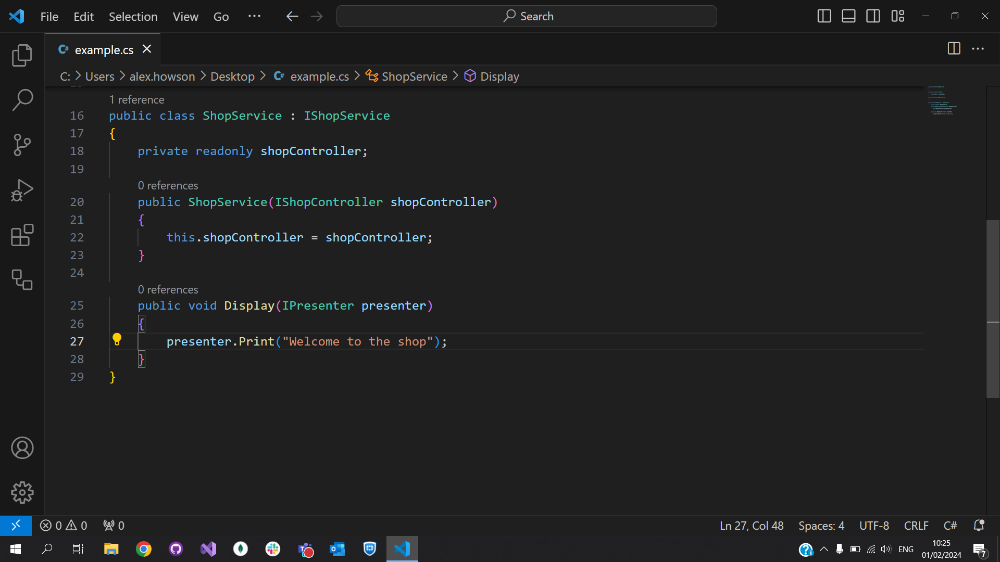 File Edit Selection View Go ··· Search
C# example.cs
C: > Users > alex.howson > Desktop > C# example.cs > ShopService > Display
1 reference
16 public class ShopService : IShopService
17 {
18 private readonly shopController;
19
0 references
20 public ShopService(IShopController shopController)
21 {
22 this.shopController = shopController;
23 }
24
0 references
25 public void Display(IPresenter presenter)
26 {
27 presenter.Print("Welcome to the shop");
28 }
29 }
0 0 0 Ln 27, Col 48 Spaces: 4 UTF-8 CRLF C#
ENG 10:25
01/02/2024
7